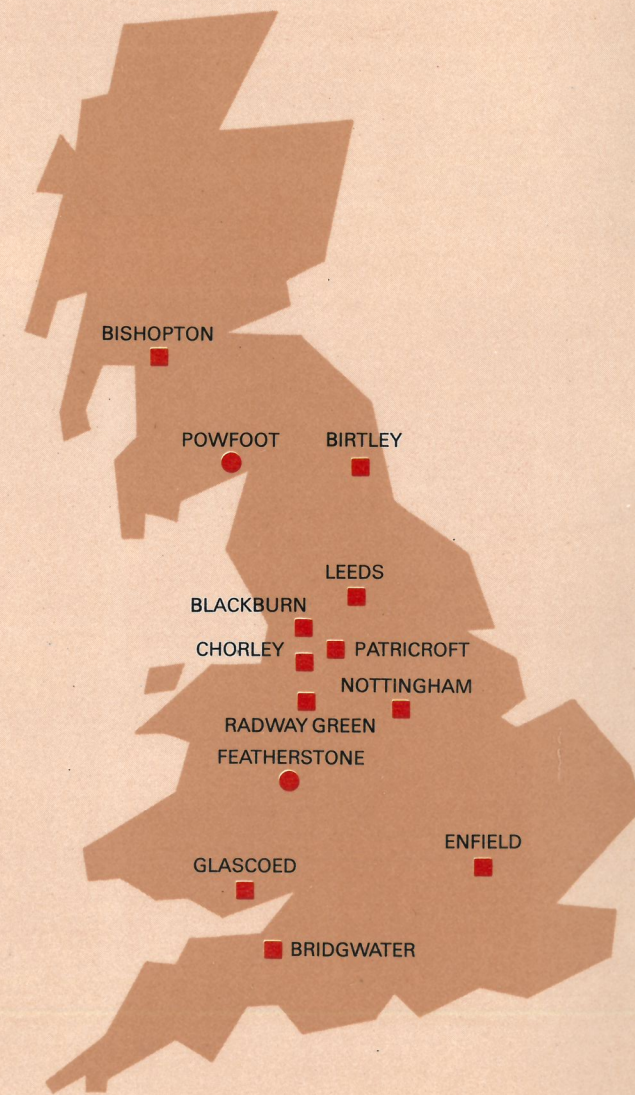 BISHOPTON
POWFOOT
BIRTLEY
LEEDS
BLACKBURN
CHORLEY
PATRICROFT
NOTTINGHAM
RADWAY GREEN
FEATHERSTONE
ENFIELD
GLASCOED
BRIDGWATER